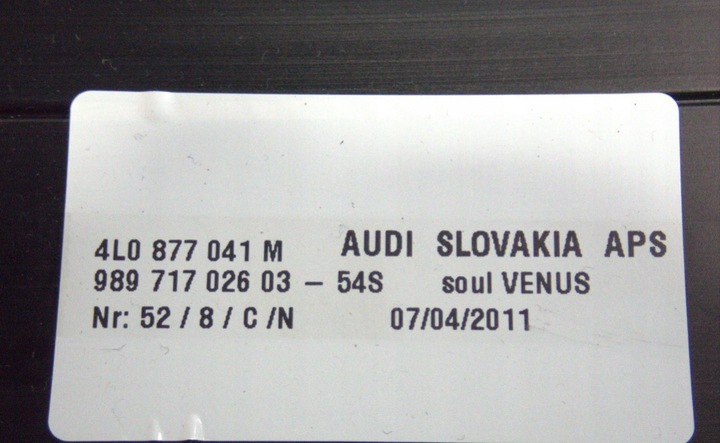 4L0 877 041 M AUDI SLOVAKIA APS
989 717 026 03 – 54S soul VENUS
Nr: 52 / 8 / C /N 07/04/2011